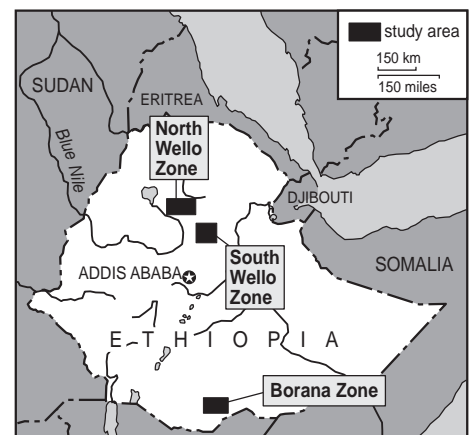 study area
150 km
150 miles
SUDAN
ERITREA
Blue Nile
North
Wello
Zone
DJIBOUTI
ADDIS ABABA
South
Wello
Zone
SOMALIA
ETHIOPIA
Borana Zone